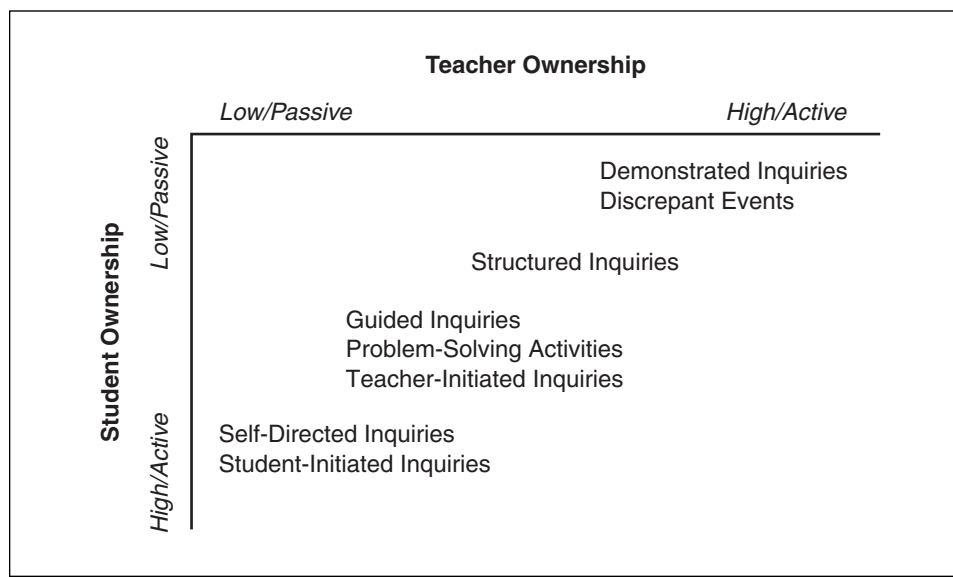 Teacher Ownership
Low/Passive
High/Active
Student Ownership
Low/Passive
High/Active
Demonstrated Inquiries
Discrepant Events
Structured Inquiries
Guided Inquiries
Problem-Solving Activities
Teacher-Initiated Inquiries
Self-Directed Inquiries
Student-Initiated Inquiries